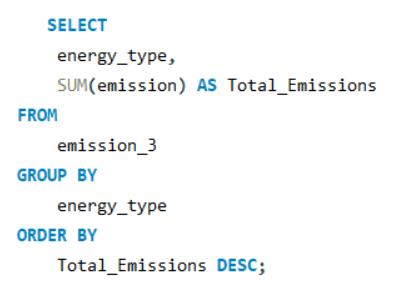 SELECT
energy_type,
SUM(emission) AS Total_Emissions
FROM
emission_3
GROUP BY
energy_type
ORDER BY
Total_Emissions DESC;